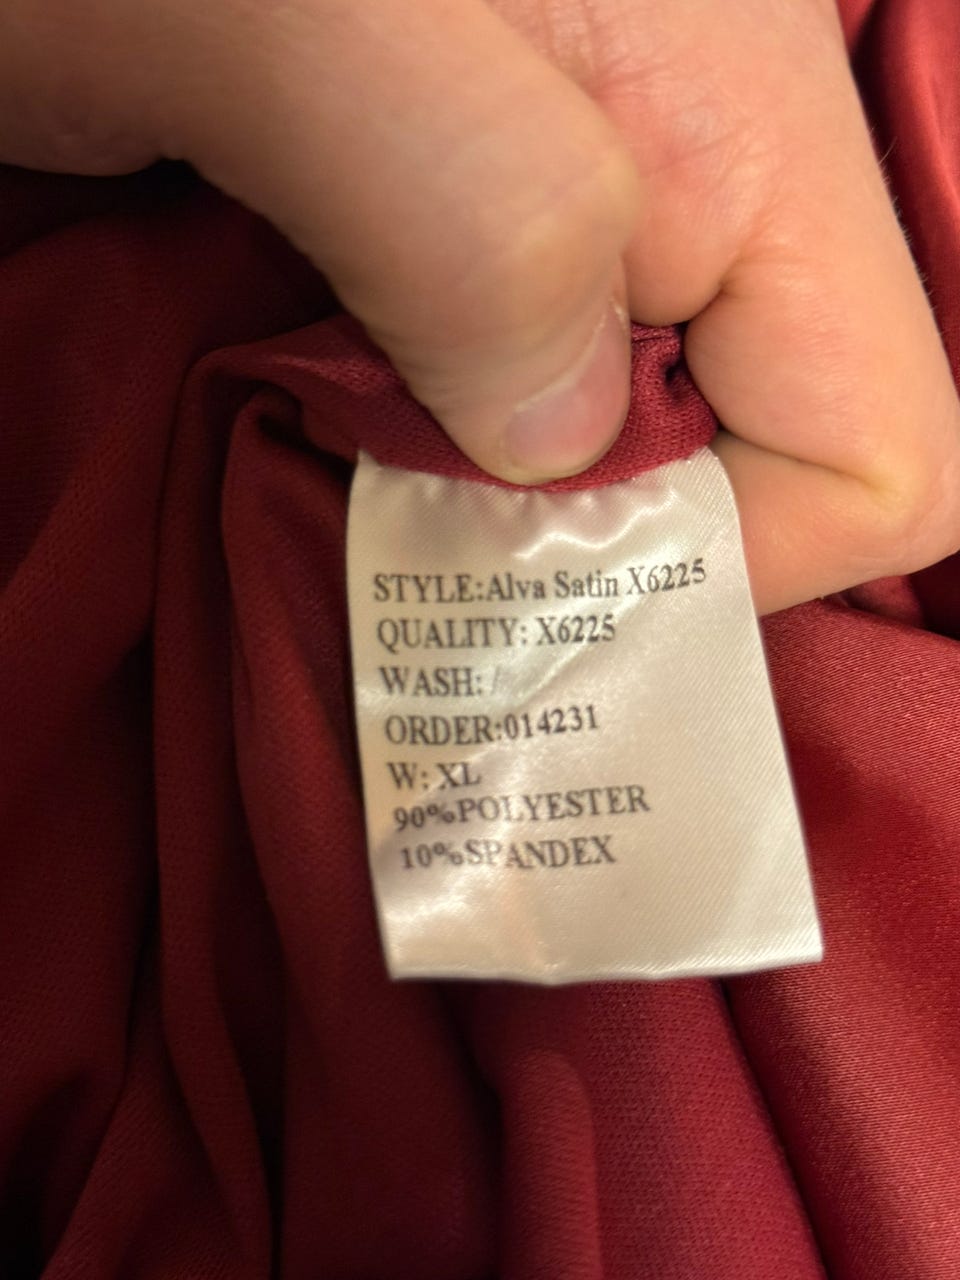 STYLE:Alva Satin X6225
QUALITY: X6225
WASH: /
ORDER:014231
W: XL
90%POLYESTER
10%SPANDEX